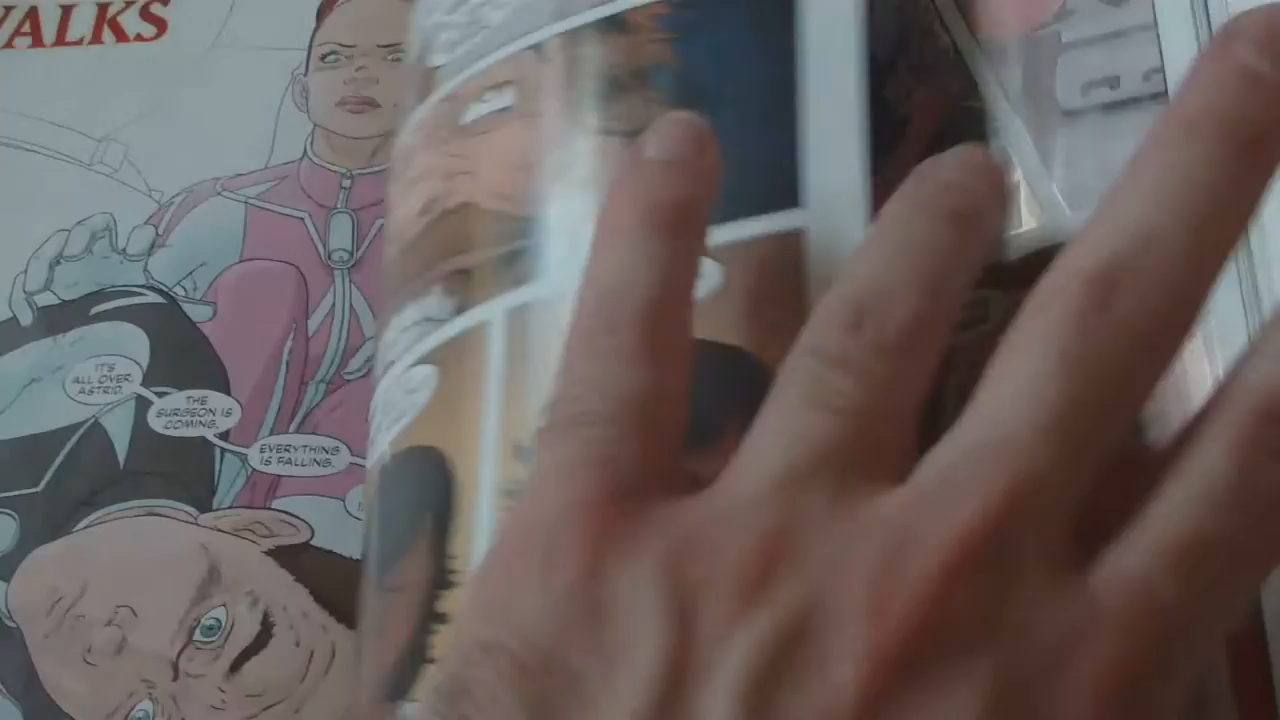 WALKS
IT'S
ALL OVER,
ASTRID.
THE
SURGEON IS
COMING.
EVERYTHING
IS FALLING.